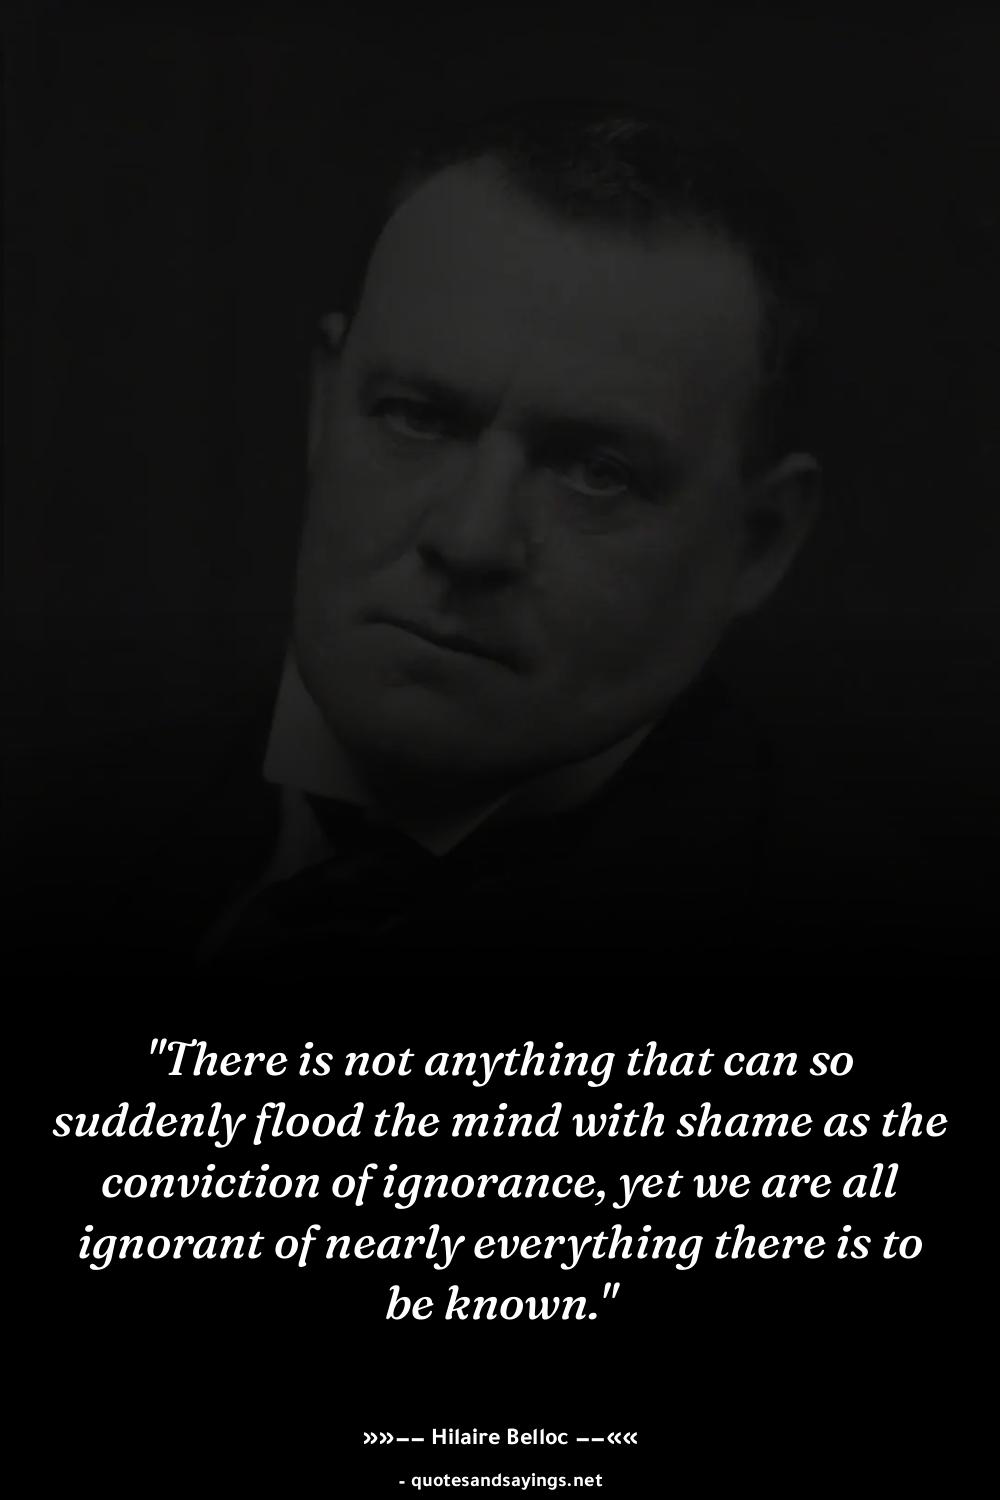 "There is not anything that can so
suddenly flood the mind with shame as the
conviction of ignorance, yet we are all
ignorant of nearly everything there is to
be known."
»»−− Hilaire Belloc −−««
- quotesandsayings.net